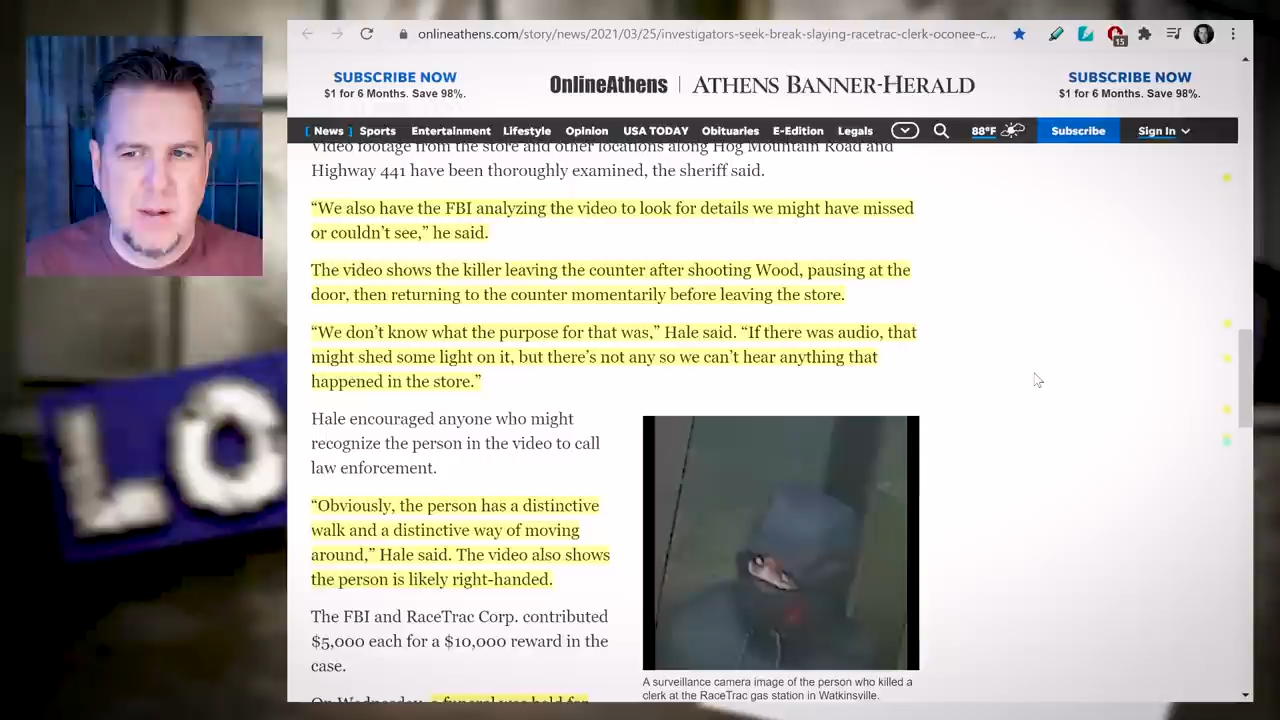 onlineathens.com/story/news/2021/03/25/investigators-seek-break-slaying-racetrac-clerk-oconee-c...
15
SUBSCRIBE NOW
$1 for 6 Months. Save 98%.
OnlineAthens | ATHENS BANNER-HERALD
SUBSCRIBE NOW
$1 for 6 Months. Save 98%.
[ News ] Sports Entertainment Lifestyle Opinion USA TODAY Obituaries E-Edition Legals 88°F Subscribe Sign In
Video footage from the store and other locations along Hog Mountain Road and
Highway 441 have been thoroughly examined, the sheriff said.
“We also have the FBI analyzing the video to look for details we might have missed
or couldn’t see,” he said.
The video shows the killer leaving the counter after shooting Wood, pausing at the
door, then returning to the counter momentarily before leaving the store.
“We don’t know what the purpose for that was,” Hale said. “If there was audio, that
might shed some light on it, but there’s not any so we can’t hear anything that
happened in the store.”
Hale encouraged anyone who might
recognize the person in the video to call
law enforcement.
“Obviously, the person has a distinctive
walk and a distinctive way of moving
around,” Hale said. The video also shows
the person is likely right-handed.
The FBI and RaceTrac Corp. contributed
$5,000 each for a $10,000 reward in the
case.
On Wednesday, a funeral was held for
A surveillance camera image of the person who killed a
clerk at the RaceTrac gas station in Watkinsville.
LO